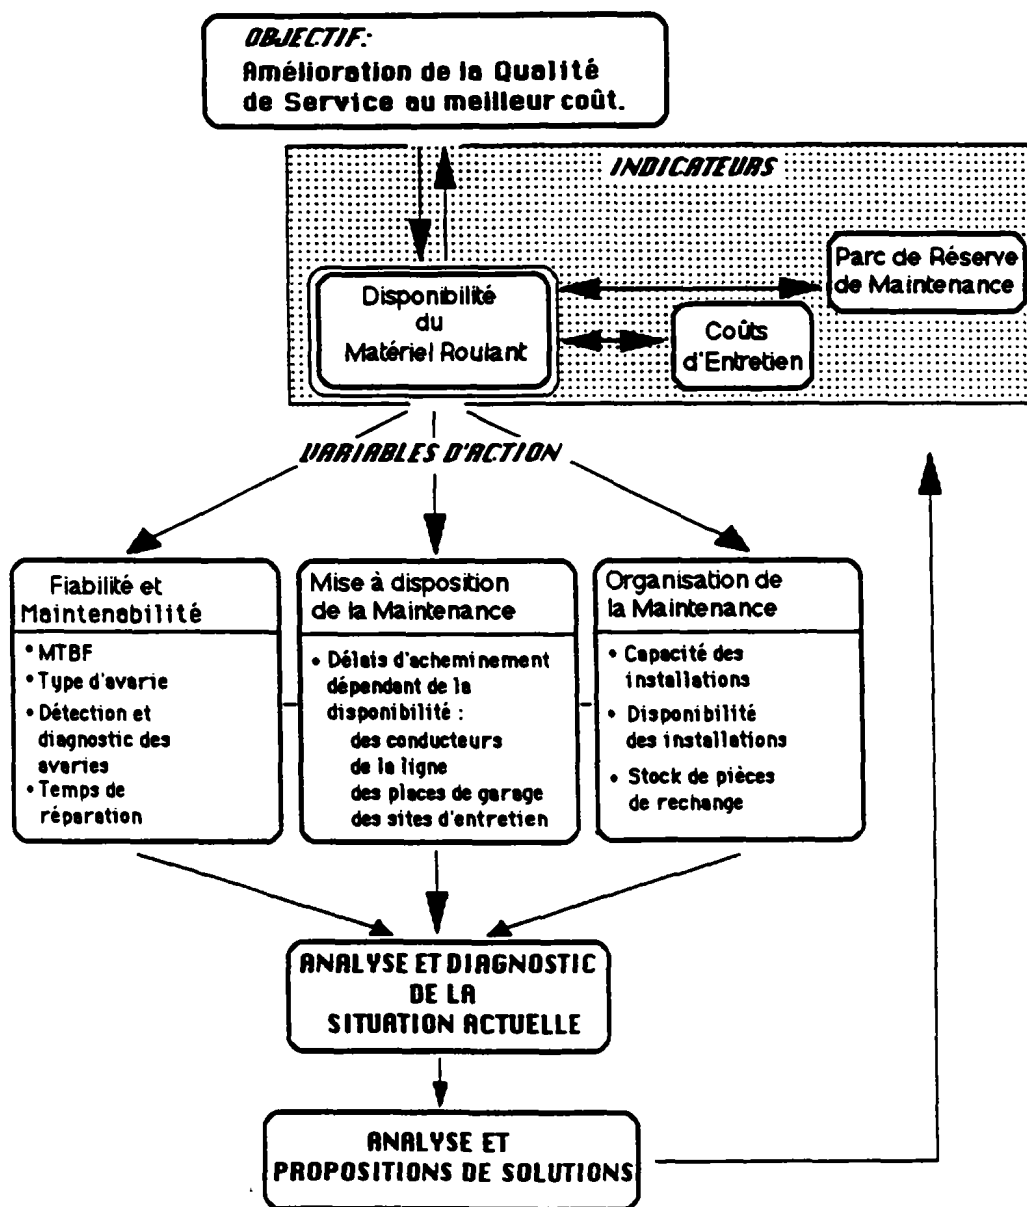 OBJECTIF:
Amélioration de la Qualité
de Service au meilleur coût.
INDICATEURS
Parc de Réserve
de Maintenance
Disponibilité
du
Matériel Roulant
Coûts
d'Entretien
VARIABLES D'ACTION
Fiabilité et
Maintenabilité
• MTBF
• Type d'avarie
• Détection et
diagnostic des
avaries
• Temps de
réparation
Mise à disposition
de la Maintenance
• Délais d'acheminement
dépendant de la
disponibilité :
des conducteurs
de la ligne
des places de garage
des sites d'entretien
Organisation de
la Maintenance
• Capacité des
installations
• Disponibilité
des installations
• Stock de pièces
de rechange
ANALYSE ET DIAGNOSTIC
DE LA
SITUATION ACTUELLE
ANALYSE ET
PROPOSITIONS DE SOLUTIONS